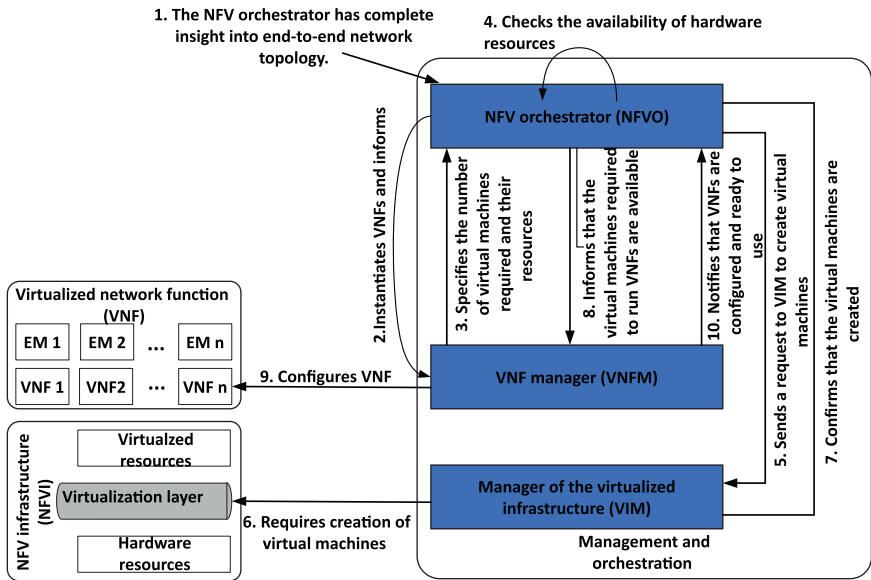 1. The NFV orchestrator has complete
insight into end-to-end network
topology.
4. Checks the availability of hardware
resources
NFV orchestrator (NFVO)
2.Instantiates VNFs and informs
3. Specifies the number
of virtual machines
required and their
resources
8. Informs that the
virtual machines required
to run VNFs are available
10. Notifies that VNFs are
configured and ready to
use
5. Sends a request to VIM to create virtual
machines
7. Confirms that the virtual machines are
created
Virtualized network function
(VNF)
EM 1
EM 2
...
EM n
VNF 1
VNF2
...
VNF n
9. Configures VNF
VNF manager (VNFM)
NFV infrastructure
(NFVI)
Virtualzed
resources
Virtualization layer
Hardware
resources
6. Requires creation of
virtual machines
Manager of the virtualized
infrastructure (VIM)
Management and
orchestration